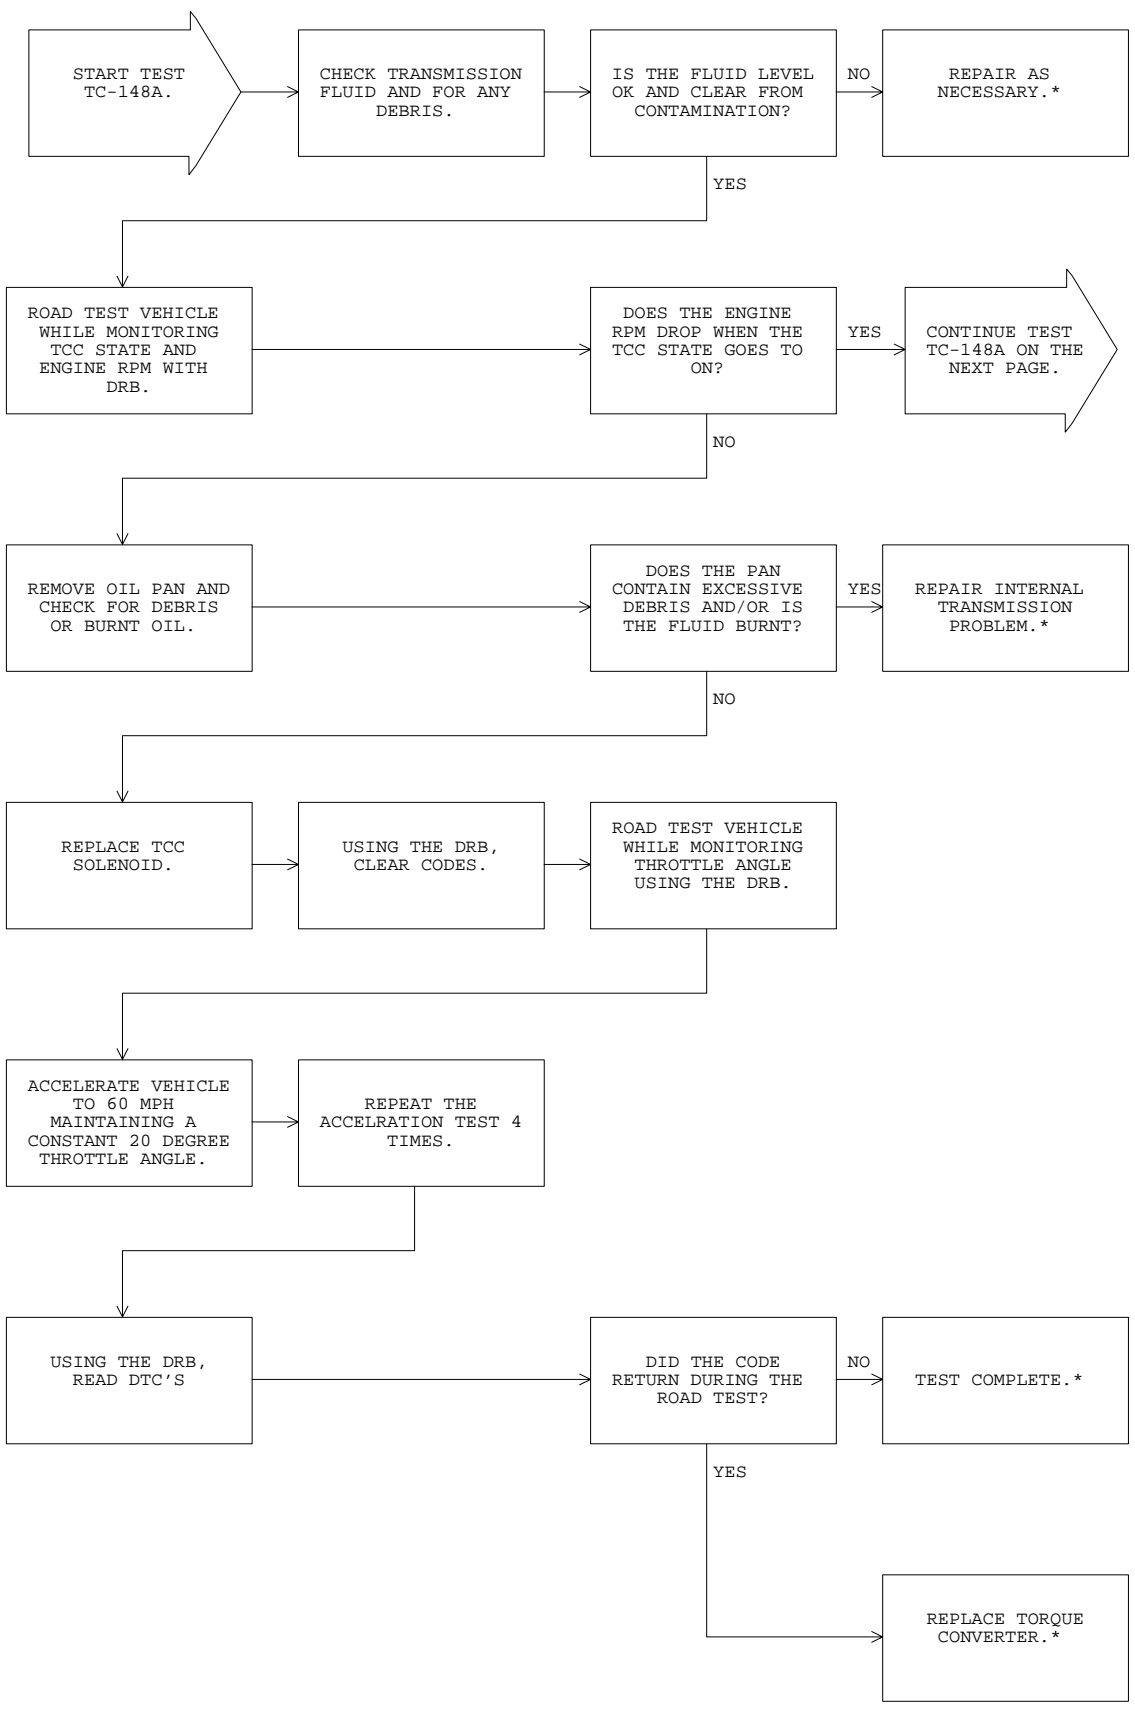 START TEST
TC-148A.
CHECK TRANSMISSION
FLUID AND FOR ANY
DEBRIS.
IS THE FLUID LEVEL
OK AND CLEAR FROM
CONTAMINATION?
NO
REPAIR AS
NECESSARY.*
YES
ROAD TEST VEHICLE
WHILE MONITORING
TCC STATE AND
ENGINE RPM WITH
DRB.
DOES THE ENGINE
RPM DROP WHEN THE
TCC STATE GOES TO
ON?
YES
CONTINUE TEST
TC-148A ON THE
NEXT PAGE.
NO
REMOVE OIL PAN AND
CHECK FOR DEBRIS
OR BURNT OIL.
DOES THE PAN
CONTAIN EXCESSIVE
DEBRIS AND/OR IS
THE FLUID BURNT?
YES
REPAIR INTERNAL
TRANSMISSION
PROBLEM.*
NO
REPLACE TCC
SOLENOID.
USING THE DRB,
CLEAR CODES.
ROAD TEST VEHICLE
WHILE MONITORING
THROTTLE ANGLE
USING THE DRB.
ACCELERATE VEHICLE
TO 60 MPH
MAINTAINING A
CONSTANT 20 DEGREE
THROTTLE ANGLE.
REPEAT THE
ACCELRATION TEST 4
TIMES.
USING THE DRB,
READ DTC'S
DID THE CODE
RETURN DURING THE
ROAD TEST?
NO
TEST COMPLETE.*
YES
REPLACE TORQUE
CONVERTER.*